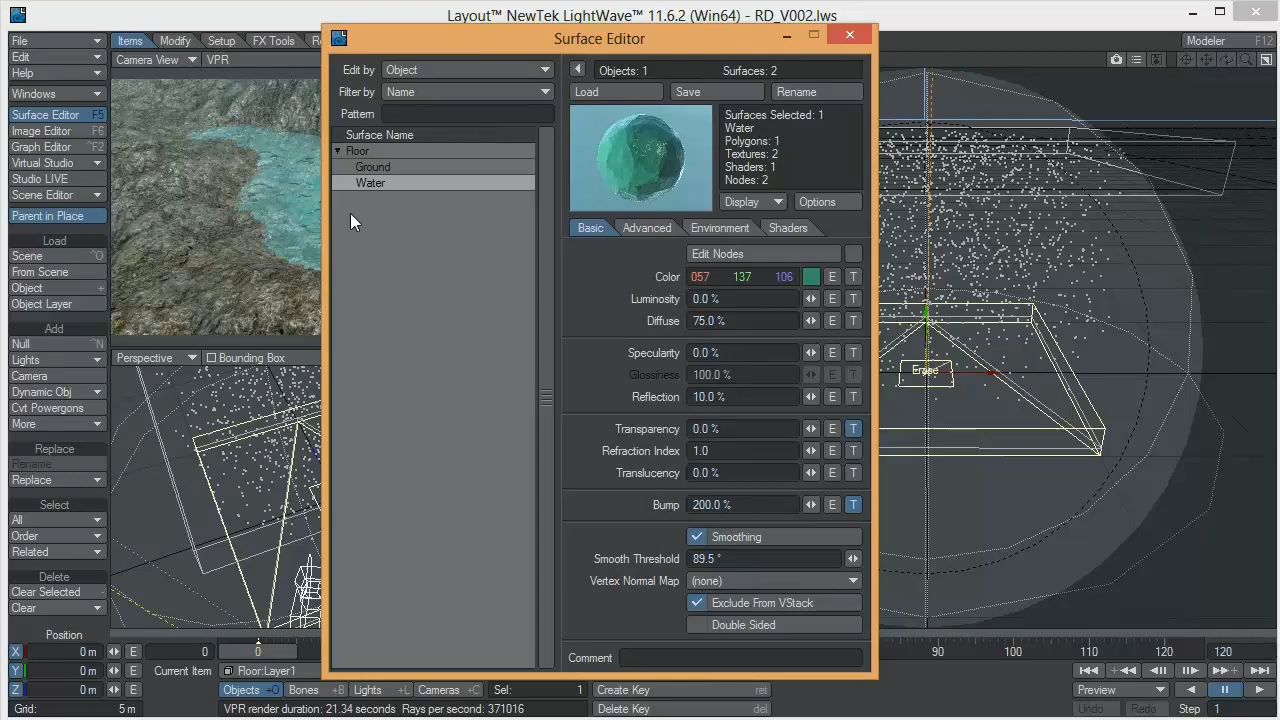 Layout™ NewTek LightWave™ 11.6.2 (Win64) - RD_V002.lws
File
Edit
Help
Windows
Surface Editor F5
Image Editor F6
Graph Editor ^F2
Virtual Studio
Studio LIVE
Scene Editor
Parent in Place
Load
Scene ^O
From Scene
Object +
Object Layer
Add
Null ^N
Lights
Camera
Dynamic Obj
Cvt Powergons
More
Replace
Rename
Replace
Select
All
Order
Related
Delete
Clear Selected -
Clear
Position
X 0 m E
Y 0 m E
Z 0 m E
Grid: 5 m
Items Modify Setup FX Tools
Camera View VPR
Perspective Bounding Box
Surface Editor
Edit by Object
Filter by Name
Pattern
Surface Name
Floor
Ground
Water
Objects: 1 Surfaces: 2
Load Save Rename
Surfaces Selected: 1
Water
Polygons: 1
Textures: 2
Shaders: 1
Nodes: 2
Display Options
Basic Advanced Environment Shaders
Edit Nodes
Color 057 137 106 E T
Luminosity 0.0 % E T
Diffuse 75.0 % E T
Specularity 0.0 % E T
Glossiness 100.0 % E T
Reflection 10.0 % E T
Transparency 0.0 % E T
Refraction Index 1.0 E T
Translucency 0.0 % E T
Bump 200.0 % E T
Smoothing
Smooth Threshold 89.5 °
Vertex Normal Map (none)
Exclude From VStack
Double Sided
Comment
Modeler F12
Erase
0 0
90 100 110 120 120
Current Item Floor:Layer1
Objects +O Bones +B Lights +L Cameras +C Sel: 1 Create Key ret
VPR render duration: 21.34 seconds Rays per second: 371016 Delete Key del
Preview
Undo Redo Step 1